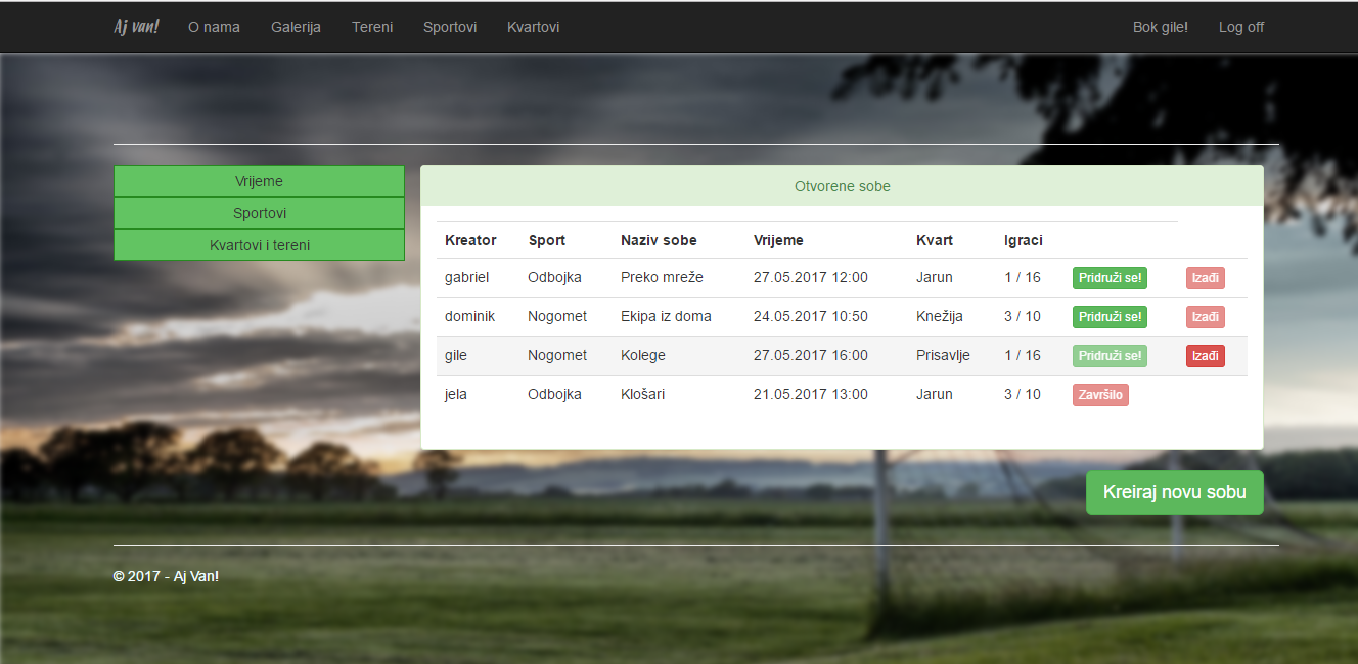 Aj van! O nama Galerija Tereni Sportovi Kvartovi Bok gile! Log off
Vrijeme
Sportovi
Kvartovi i tereni
Otvorene sobe
Kreator Sport Naziv sobe Vrijeme Kvart Igraci
gabriel Odbojka Preko mreže 27.05.2017 12:00 Jarun 1 / 16 Pridruži se! Izađi
dominik Nogomet Ekipa iz doma 24.05.2017 10:50 Knežija 3 / 10 Pridruži se! Izađi
gile Nogomet Kolege 27.05.2017 16:00 Prisavlje 1 / 16 Pridruži se! Izađi
jela Odbojka Klošari 21.05.2017 13:00 Jarun 3 / 10 Završilo
Kreiraj novu sobu
© 2017 - Aj Van!